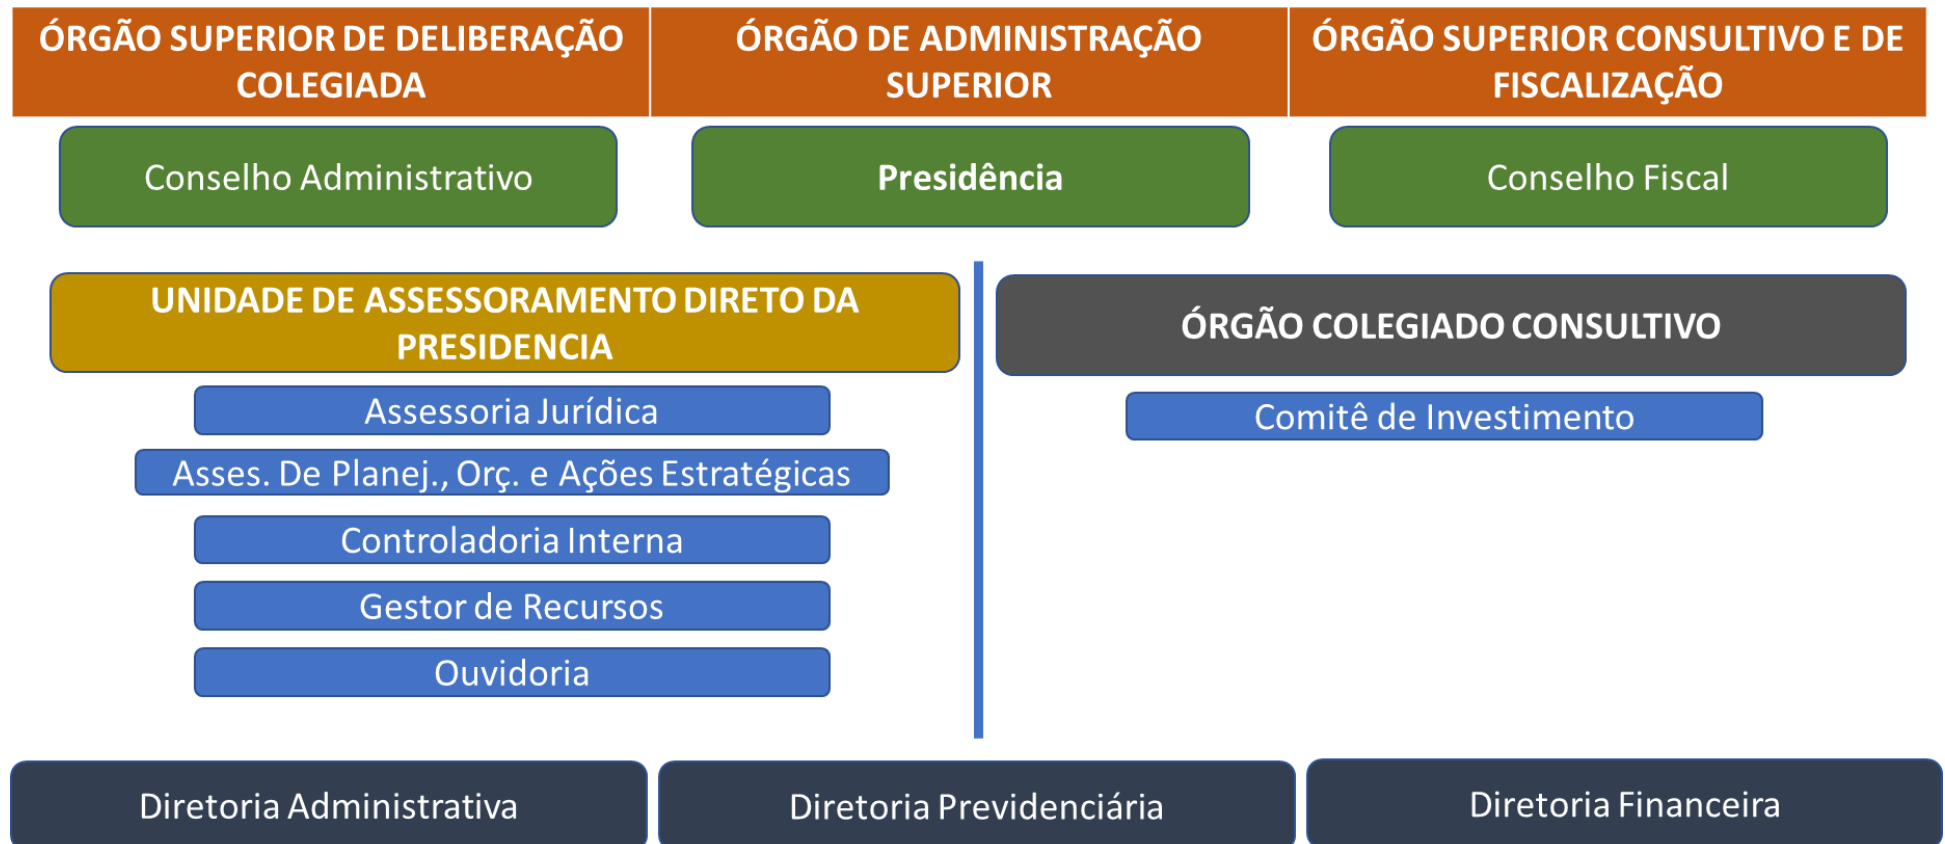 ÓRGÃO SUPERIOR DE DELIBERAÇÃO
COLEGIADA
ÓRGÃO DE ADMINISTRAÇÃO
SUPERIOR
ÓRGÃO SUPERIOR CONSULTIVO E DE
FISCALIZAÇÃO
Conselho Administrativo
Presidência
Conselho Fiscal
UNIDADE DE ASSESSORAMENTO DIRETO DA
PRESIDENCIA
Assessoria Jurídica
Asses. De Planej., Orç. e Ações Estratégicas
Controladoria Interna
Gestor de Recursos
Ouvidoria
ÓRGÃO COLEGIADO CONSULTIVO
Comitê de Investimento
Diretoria Administrativa
Diretoria Previdenciária
Diretoria Financeira